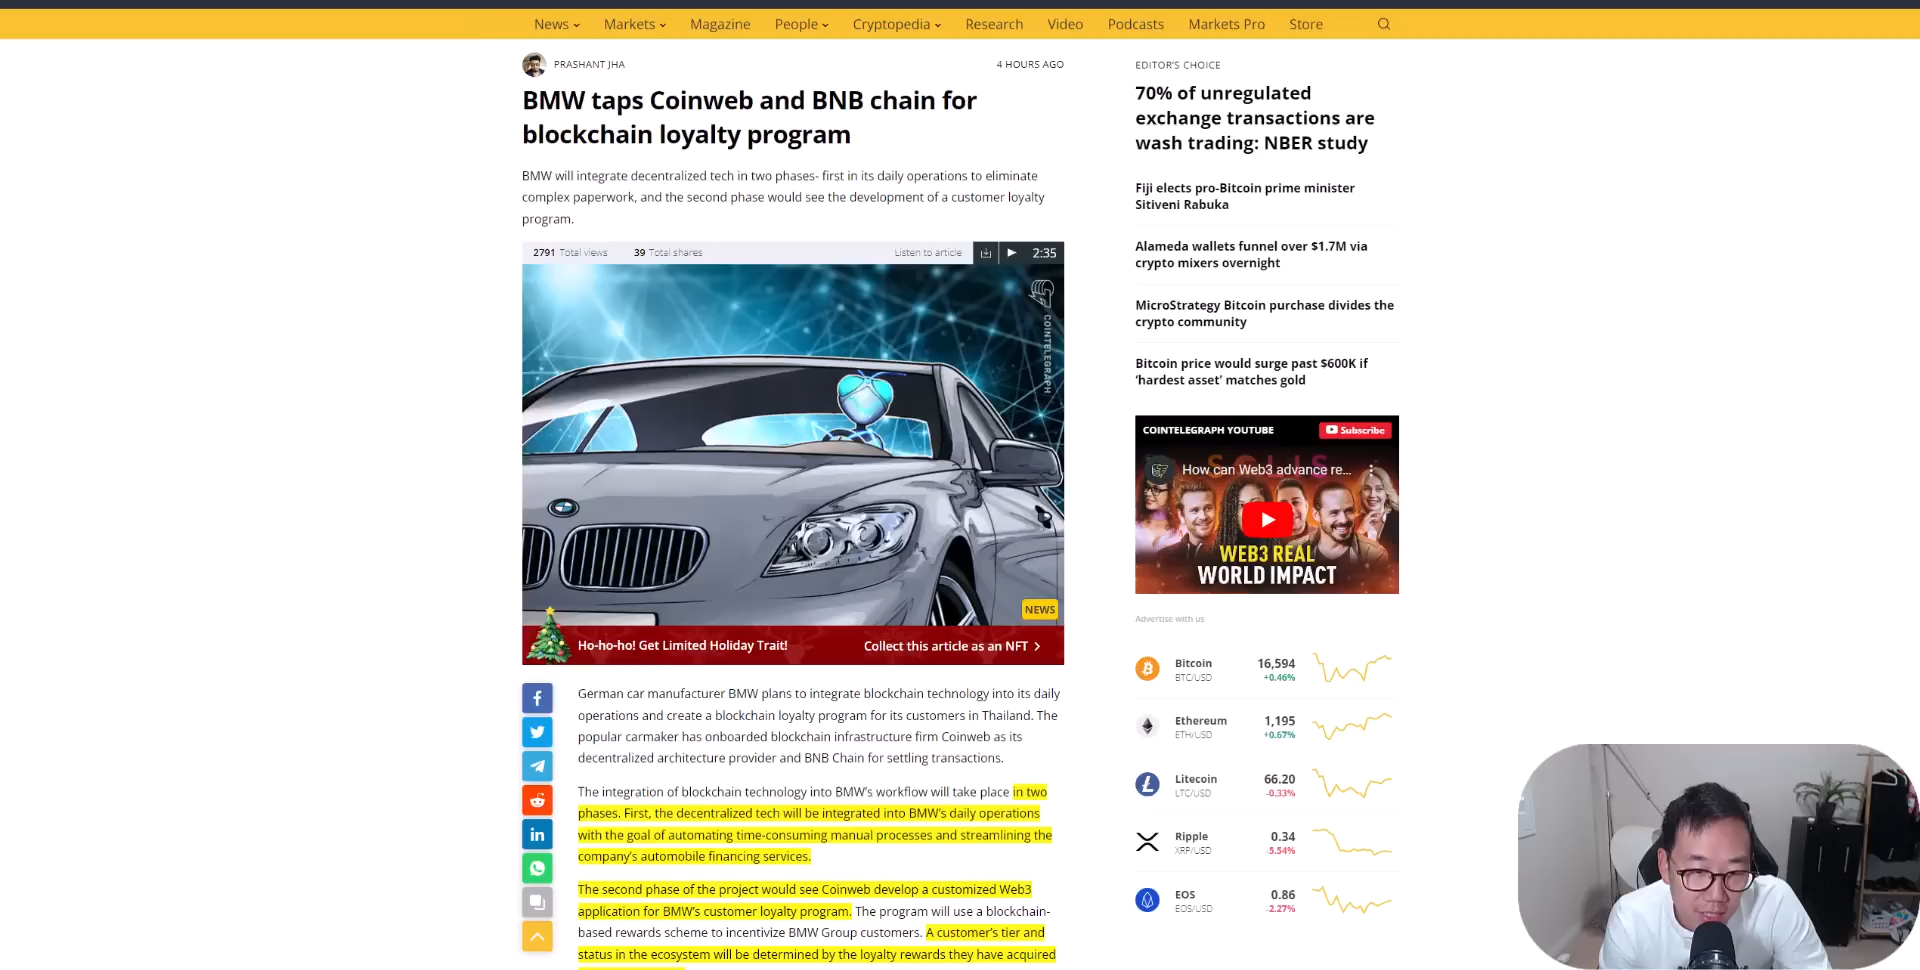 News
Markets
Magazine
People
Cryptopedia
Research
Video
Podcasts
Markets Pro
Store
PRASHANT JHA
4 HOURS AGO
BMW taps Coinweb and BNB chain for
blockchain loyalty program
BMW will integrate decentralized tech in two phases- first in its daily operations to eliminate
complex paperwork, and the second phase would see the development of a customer loyalty
program.
2791 Total views
39 Total shares
Listen to article
2:35
COINTELEGRAPH
NEWS
Ho-ho-ho! Get Limited Holiday Trait!
Collect this article as an NFT
German car manufacturer BMW plans to integrate blockchain technology into its daily
operations and create a blockchain loyalty program for its customers in Thailand. The
popular carmaker has onboarded blockchain infrastructure firm Coinweb as its
decentralized architecture provider and BNB Chain for settling transactions.
The integration of blockchain technology into BMW's workflow will take place in two
phases. First, the decentralized tech will be integrated into BMW's daily operations
with the goal of automating time-consuming manual processes and streamlining the
company's automobile financing services.
The second phase of the project would see Coinweb develop a customized Web3
application for BMW's customer loyalty program. The program will use a blockchain-
based rewards scheme to incentivize BMW Group customers. A customer's tier and
status in the ecosystem will be determined by the loyalty rewards they have acquired
EDITOR'S CHOICE
70% of unregulated
exchange transactions are
wash trading: NBER study
Fiji elects pro-Bitcoin prime minister
Sitiveni Rabuka
Alameda wallets funnel over $1.7M via
crypto mixers overnight
MicroStrategy Bitcoin purchase divides the
crypto community
Bitcoin price would surge past $600K if
‘hardest asset’ matches gold
COINTELEGRAPH YOUTUBE
Subscribe
How can Web3 advance re...
WEB3 REAL
WORLD IMPACT
Advertise with us
Bitcoin 16,594
BTC/USD +0.46%
Ethereum 1,195
ETH/USD +0.67%
Litecoin 66.20
LTC/USD -0.33%
Ripple 0.34
XRP/USD -5.54%
EOS 0.86
EOS/USD -2.27%